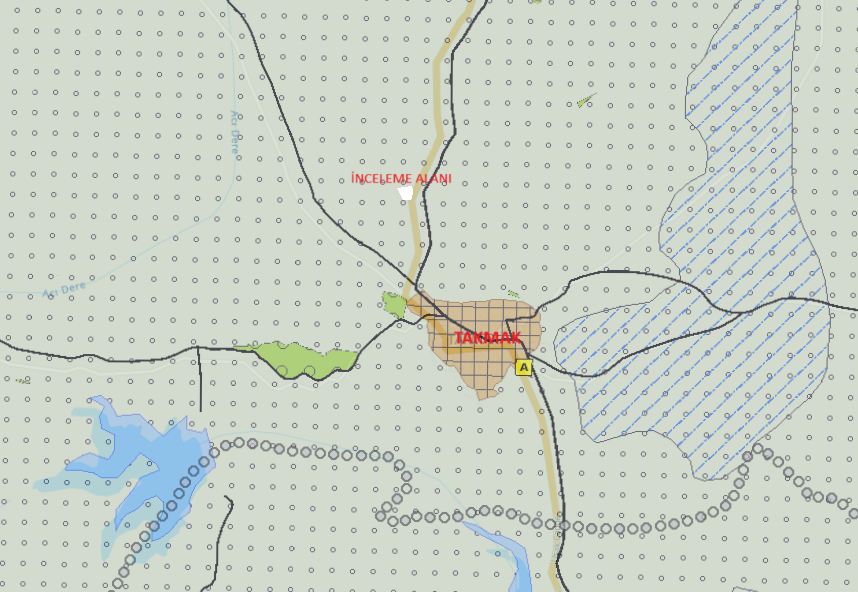 Acı Dere
İNCELEME ALANI
Acı Dere
TAKMAK
A